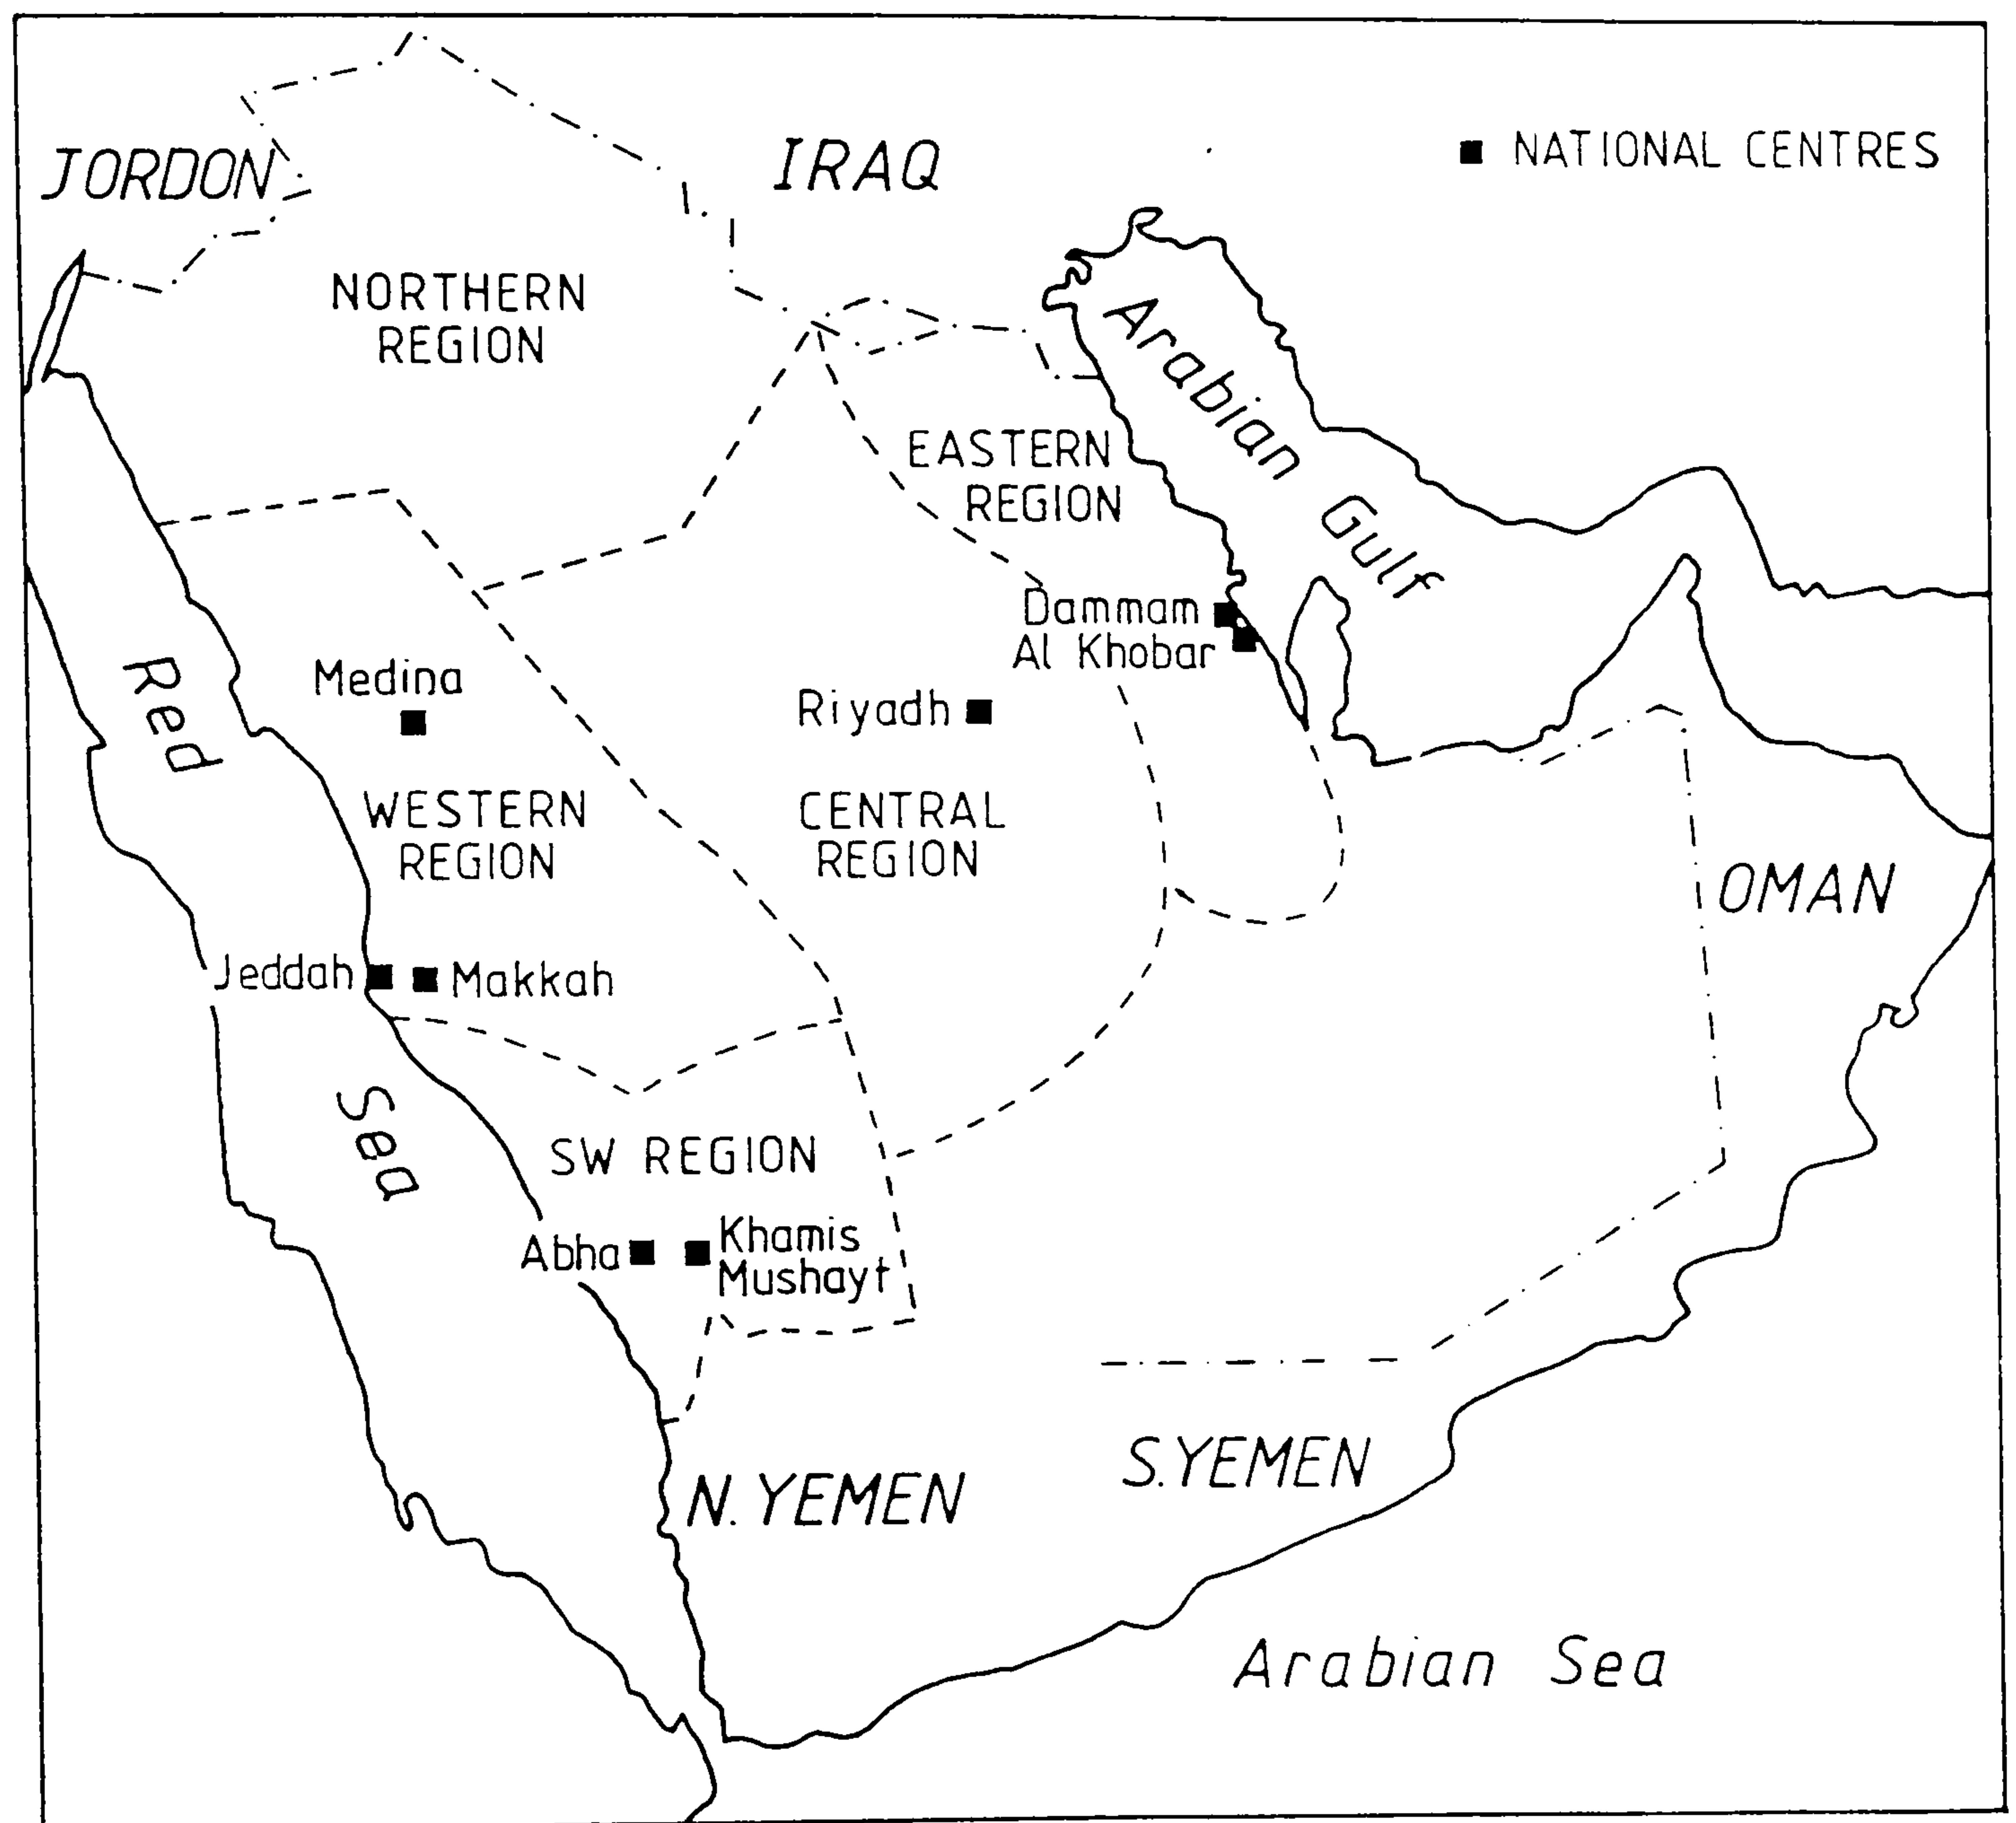 JORDON
IRAQ
NATIONAL CENTRES
NORTHERN
REGION
Arabian Gulf
EASTERN
REGION
Dammam
Al Khobar
Medina
Riyadh
Red Sea
WESTERN
REGION
CENTRAL
REGION
OMAN
Jeddah
Makkah
SW REGION
Abha
Khamis
Mushayt
S.YEMEN
N.YEMEN
Arabian Sea